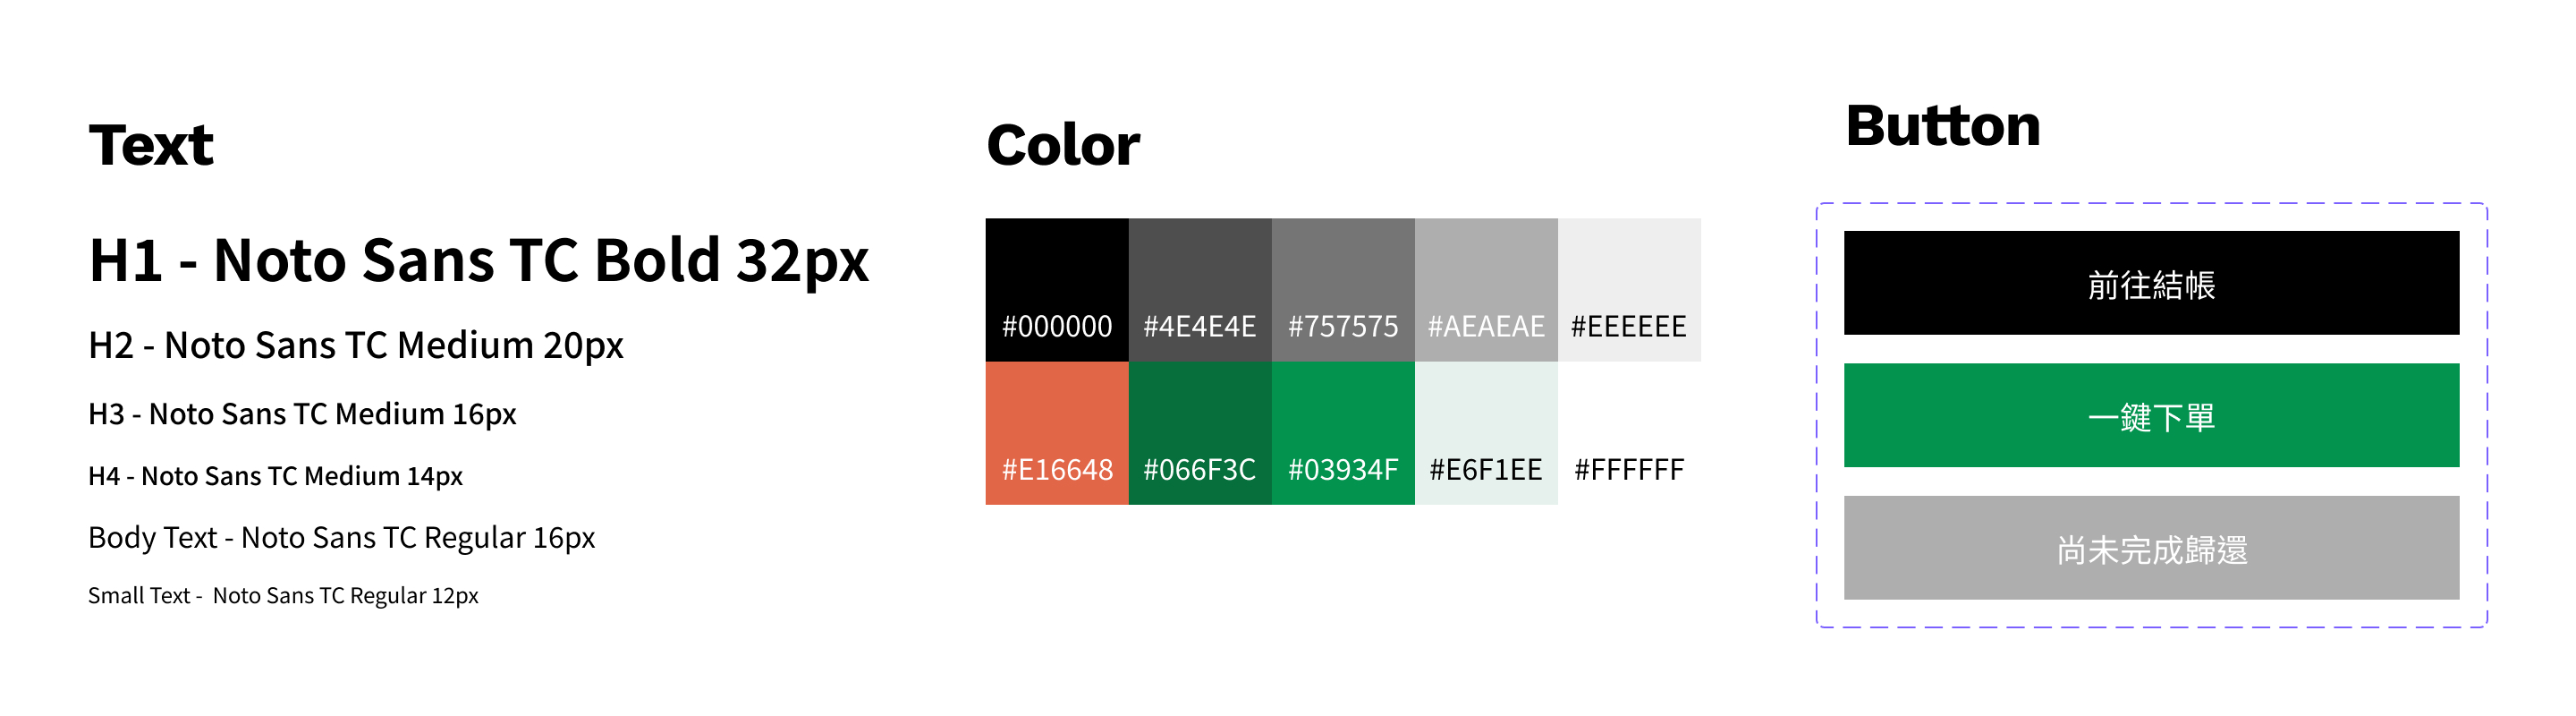 Text
H1 - Noto Sans TC Bold 32px
H2 - Noto Sans TC Medium 20px
H3 - Noto Sans TC Medium 16px
H4 - Noto Sans TC Medium 14px
Body Text - Noto Sans TC Regular 16px
Small Text -  Noto Sans TC Regular 12px
Color
#000000 #4E4E4E #757575 #AEAEAE #EEEEEE
#E16648 #066F3C #03934F #E6F1EE #FFFFFF
Button
前往結帳
一鍵下單
尚未完成歸還